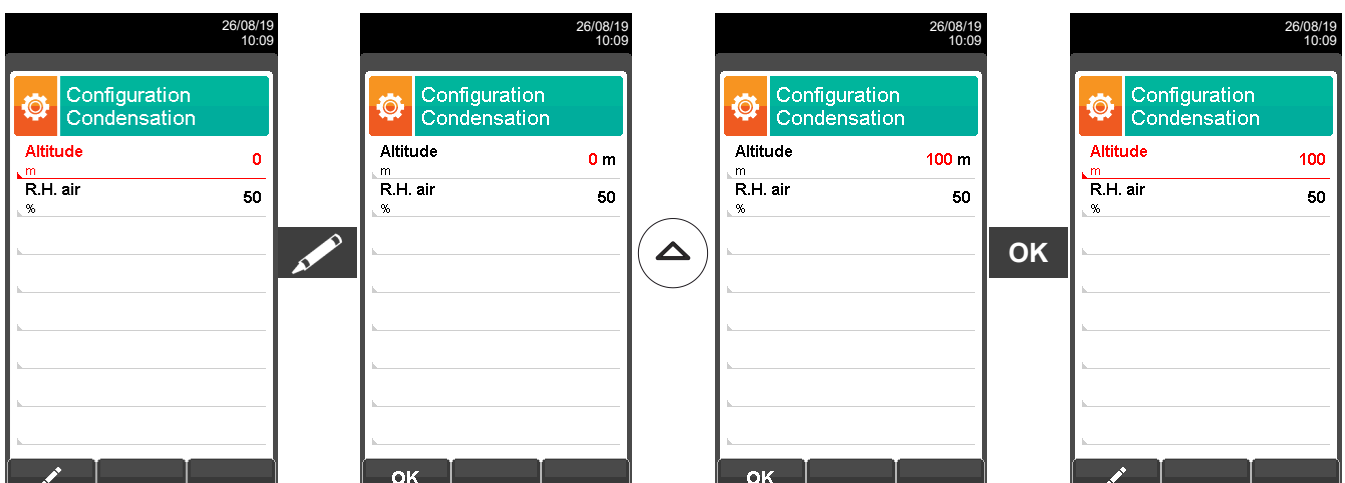 26/08/19
10:09
Configuration
Condensation
Altitude
0
m
R.H. air
50
%
26/08/19
10:09
Configuration
Condensation
Altitude
0 m
m
R.H. air
50
%
OK
26/08/19
10:09
Configuration
Condensation
Altitude
100 m
m
R.H. air
50
%
OK
OK
26/08/19
10:09
Configuration
Condensation
Altitude
100
m
R.H. air
50
%